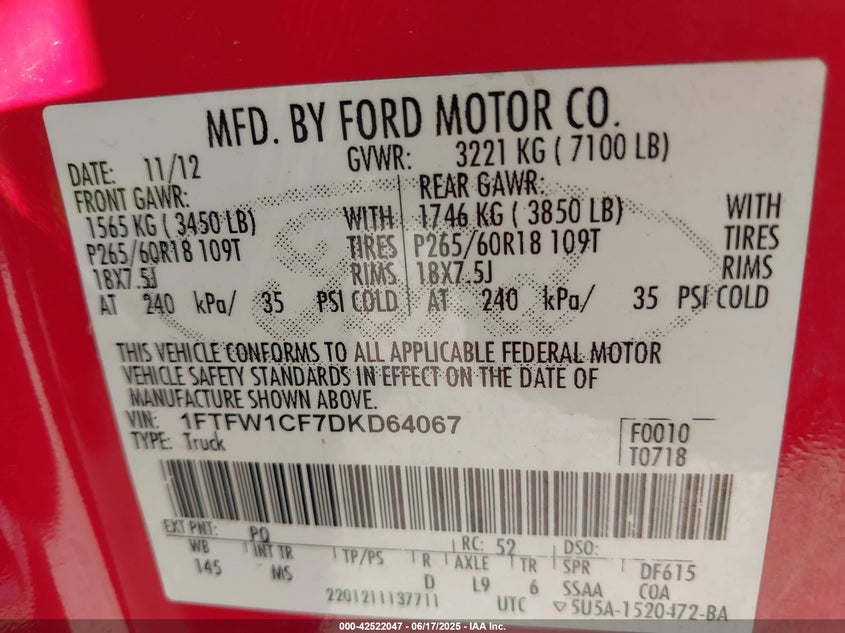 MFD. BY FORD MOTOR CO.
DATE: 11/12 GVWR: 3221 KG ( 7100 LB)
FRONT GAWR: REAR GAWR:
1565 KG ( 3450 LB) WITH 1746 KG ( 3850 LB) WITH
P265/60R18 109T TIRES P265/60R18 109T TIRES
18X7.5J RIMS 18X7.5J RIMS
AT 240 kPa/ 35 PSI COLD AT 240 kPa/ 35 PSI COLD
THIS VEHICLE CONFORMS TO ALL APPLICABLE FEDERAL MOTOR
VEHICLE SAFETY STANDARDS IN EFFECT ON THE DATE OF
MANUFACTURE SHOWN ABOVE.
VIN: 1FTFW1CF7DKD64067 F0010
TYPE: Truck T0718
EXT PNT: PQ RC: 52 DSO:
WB INT TR TP/PS R AXLE TR SPR DF615
145 MS D L9 6 SSAA COA
2201211137711 UTC ▽5U5A-1520472-BA
000-42522047 - 06/17/2025 - IAA Inc.